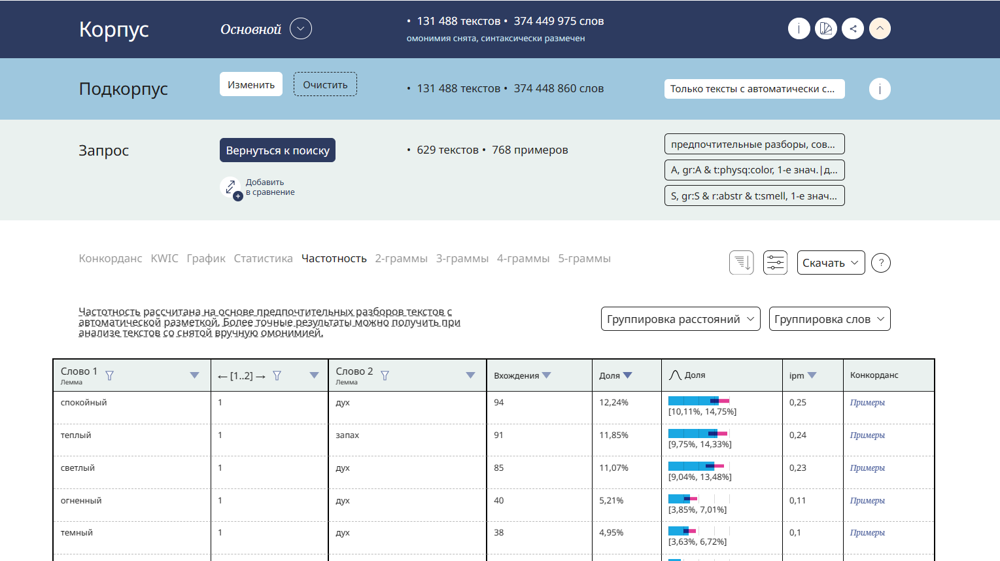 Корпус
Основной
• 131 488 текстов • 374 449 975 слов
омонимия снята, синтаксически размечен
Подкорпус
Изменить
Очистить
• 131 488 текстов • 374 448 860 слов
Только тексты с автоматически с...
Запрос
Вернуться к поиску
• 629 текстов • 768 примеров
предпочтительные разборы, сов...
A, gr:A & t:physq:color, 1-е знач.|д...
S, gr:S & r:abstr & t:smell, 1-е знач...
Добавить
в сравнение
Конкорданс KWIC График Статистика Частотность 2-граммы 3-граммы 4-граммы 5-граммы
Скачать
?
Частотность рассчитана на основе предпочтительных разборов текстов с
автоматической разметкой. Более точные результаты можно получить при
анализе текстов со снятой вручную омонимией.
Группировка расстояний
Группировка слов
Слово 1 Лемма ← [1..2] → Слово 2 Лемма Вхождения Доля Доля ipm Конкорданс
спокойный 1 дух 94 12,24% [10,11%, 14,75%] 0,25 Примеры
теплый 1 запах 91 11,85% [9,75%, 14,33%] 0,24 Примеры
светлый 1 дух 85 11,07% [9,04%, 13,48%] 0,23 Примеры
огненный 1 дух 40 5,21% [3,85%, 7,01%] 0,11 Примеры
темный 1 дух 38 4,95% [3,63%, 6,72%] 0,1 Примеры